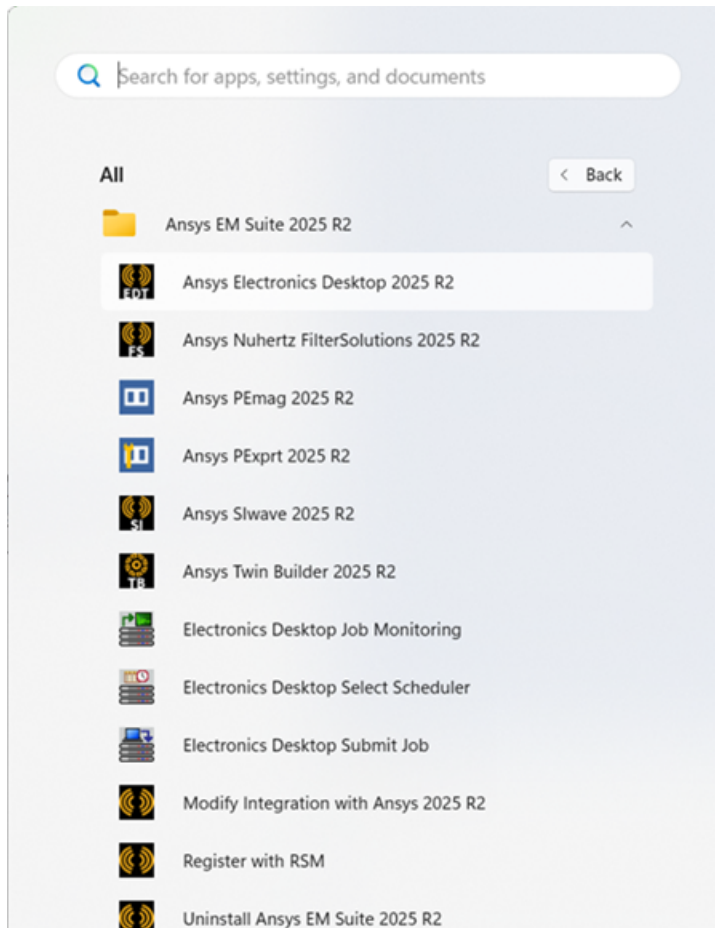 Search for apps, settings, and documents
All
Back
Ansys EM Suite 2025 R2
EDT
Ansys Electronics Desktop 2025 R2
FS
Ansys Nuhertz FilterSolutions 2025 R2
Ansys PEmag 2025 R2
Ansys PExprt 2025 R2
SI
Ansys SIwave 2025 R2
TB
Ansys Twin Builder 2025 R2
Electronics Desktop Job Monitoring
Electronics Desktop Select Scheduler
Electronics Desktop Submit Job
Modify Integration with Ansys 2025 R2
Register with RSM
Uninstall Ansys EM Suite 2025 R2